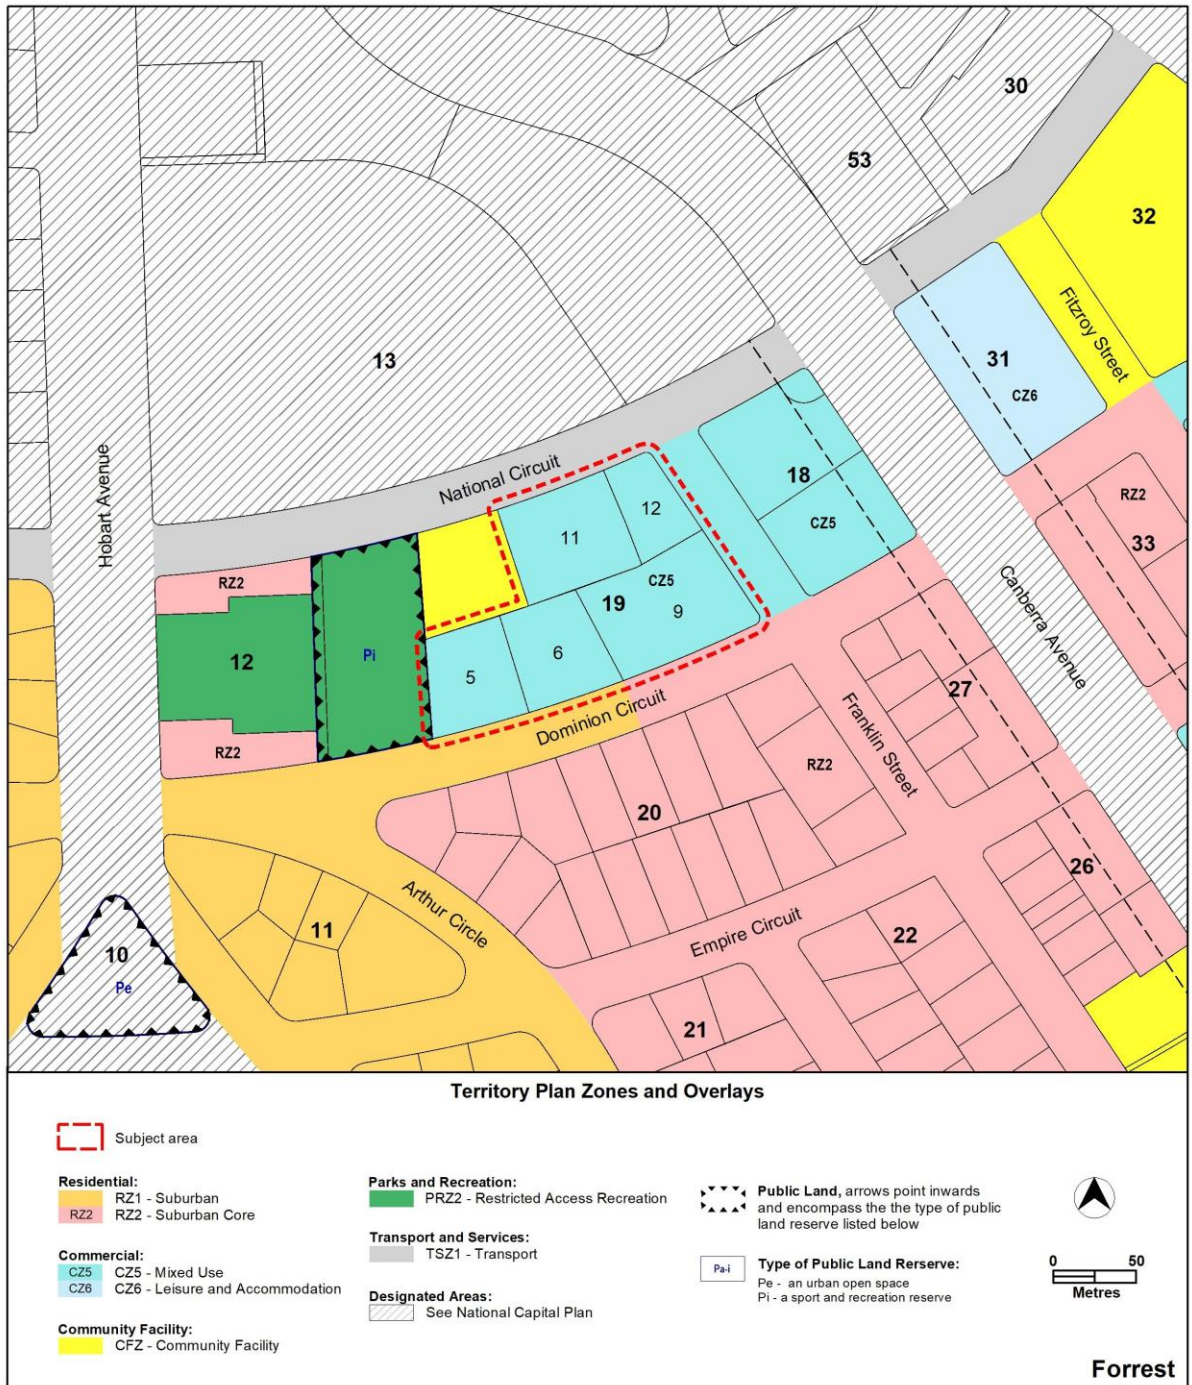 30
53
32
Fitzroy Street
31
CZ6
13
Hobart Avenue
National Circuit
18
CZ5
RZ2
33
12
11
CZ5
19
9
6
5
RZ2
12
Pi
RZ2
Canberra Avenue
Dominion Circuit
Franklin Street
27
RZ2
20
26
Arthur Circle
11
Empire Circuit
22
10
Pe
21
Territory Plan Zones and Overlays
Subject area
Residential:
RZ1 - Suburban
RZ2 RZ2 - Suburban Core
Commercial:
CZ5 CZ5 - Mixed Use
CZ6 CZ6 - Leisure and Accommodation
Community Facility:
CFZ - Community Facility
Parks and Recreation:
PRZ2 - Restricted Access Recreation
Transport and Services:
TSZ1 - Transport
Designated Areas:
See National Capital Plan
Public Land, arrows point inwards
and encompass the the type of public
land reserve listed below
Pa-i
Type of Public Land Rerserve:
Pe - an urban open space
Pi - a sport and recreation reserve
0 50
Metres
Forrest